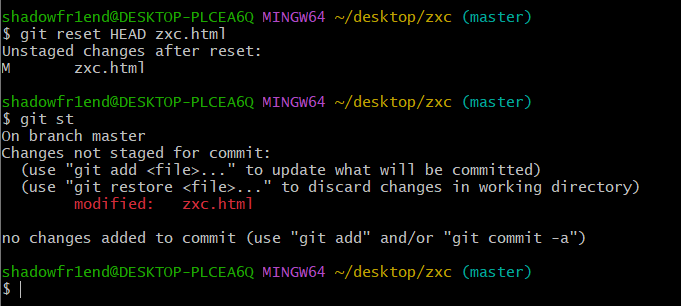 shadowfr1end@DESKTOP-PLCEA6Q MINGW64 ~/desktop/zxc (master)
$ git reset HEAD zxc.html
Unstaged changes after reset:
M       zxc.html

shadowfr1end@DESKTOP-PLCEA6Q MINGW64 ~/desktop/zxc (master)
$ git st
On branch master
Changes not staged for commit:
  (use "git add <file>..." to update what will be committed)
  (use "git restore <file>..." to discard changes in working directory)
        modified:   zxc.html

no changes added to commit (use "git add" and/or "git commit -a")

shadowfr1end@DESKTOP-PLCEA6Q MINGW64 ~/desktop/zxc (master)
$